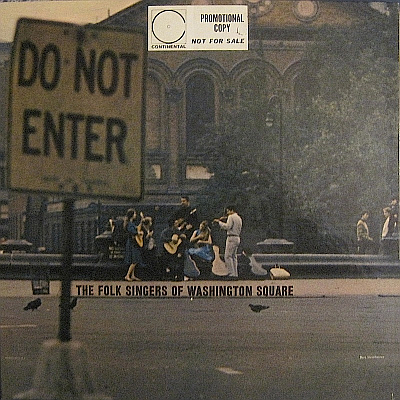 PROMOTIONAL
COPY
NOT FOR SALE
CONTINENTAL
DO NOT
ENTER
THE FOLK SINGERS OF WASHINGTON SQUARE